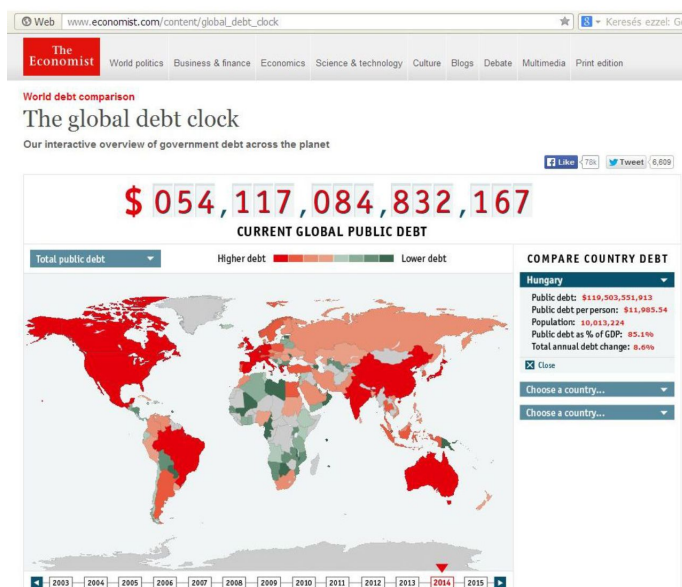 Web www.economist.com/content/global_debt_clock Keresés ezzel:
The
Economist
World politics Business & finance Economics Science & technology Culture Blogs Debate Multimedia Print edition
World debt comparison
The global debt clock
Our interactive overview of government debt across the planet
Like 78k Tweet 6,609
$ 054,117,084,832,167
CURRENT GLOBAL PUBLIC DEBT
Total public debt Higher debt Lower debt
COMPARE COUNTRY DEBT
Hungary
Public debt: $119,503,551,913
Public debt per person: $11,985.54
Population: 10,013,224
Public debt as % of GDP: 85.1%
Total annual debt change: 8.6%
Close
Choose a country...
Choose a country...
2003 2004 2005 2006 2007 2008 2009 2010 2011 2012 2013 2014 2015